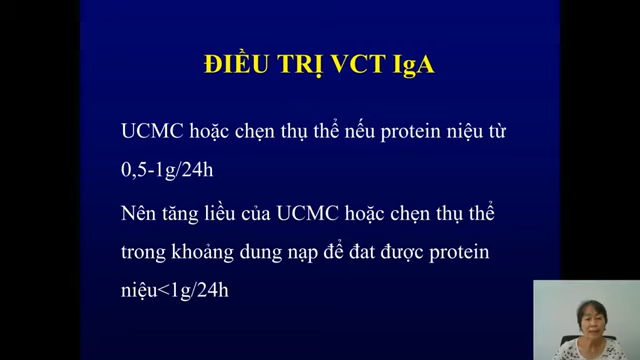 ĐIỀU TRỊ VCT IgA
UCMC hoặc chẹn thụ thể nếu protein niệu từ
0,5-1g/24h
Nên tăng liều của UCMC hoặc chẹn thụ thể
trong khoảng dung nạp để đat được protein
niệu<1g/24h